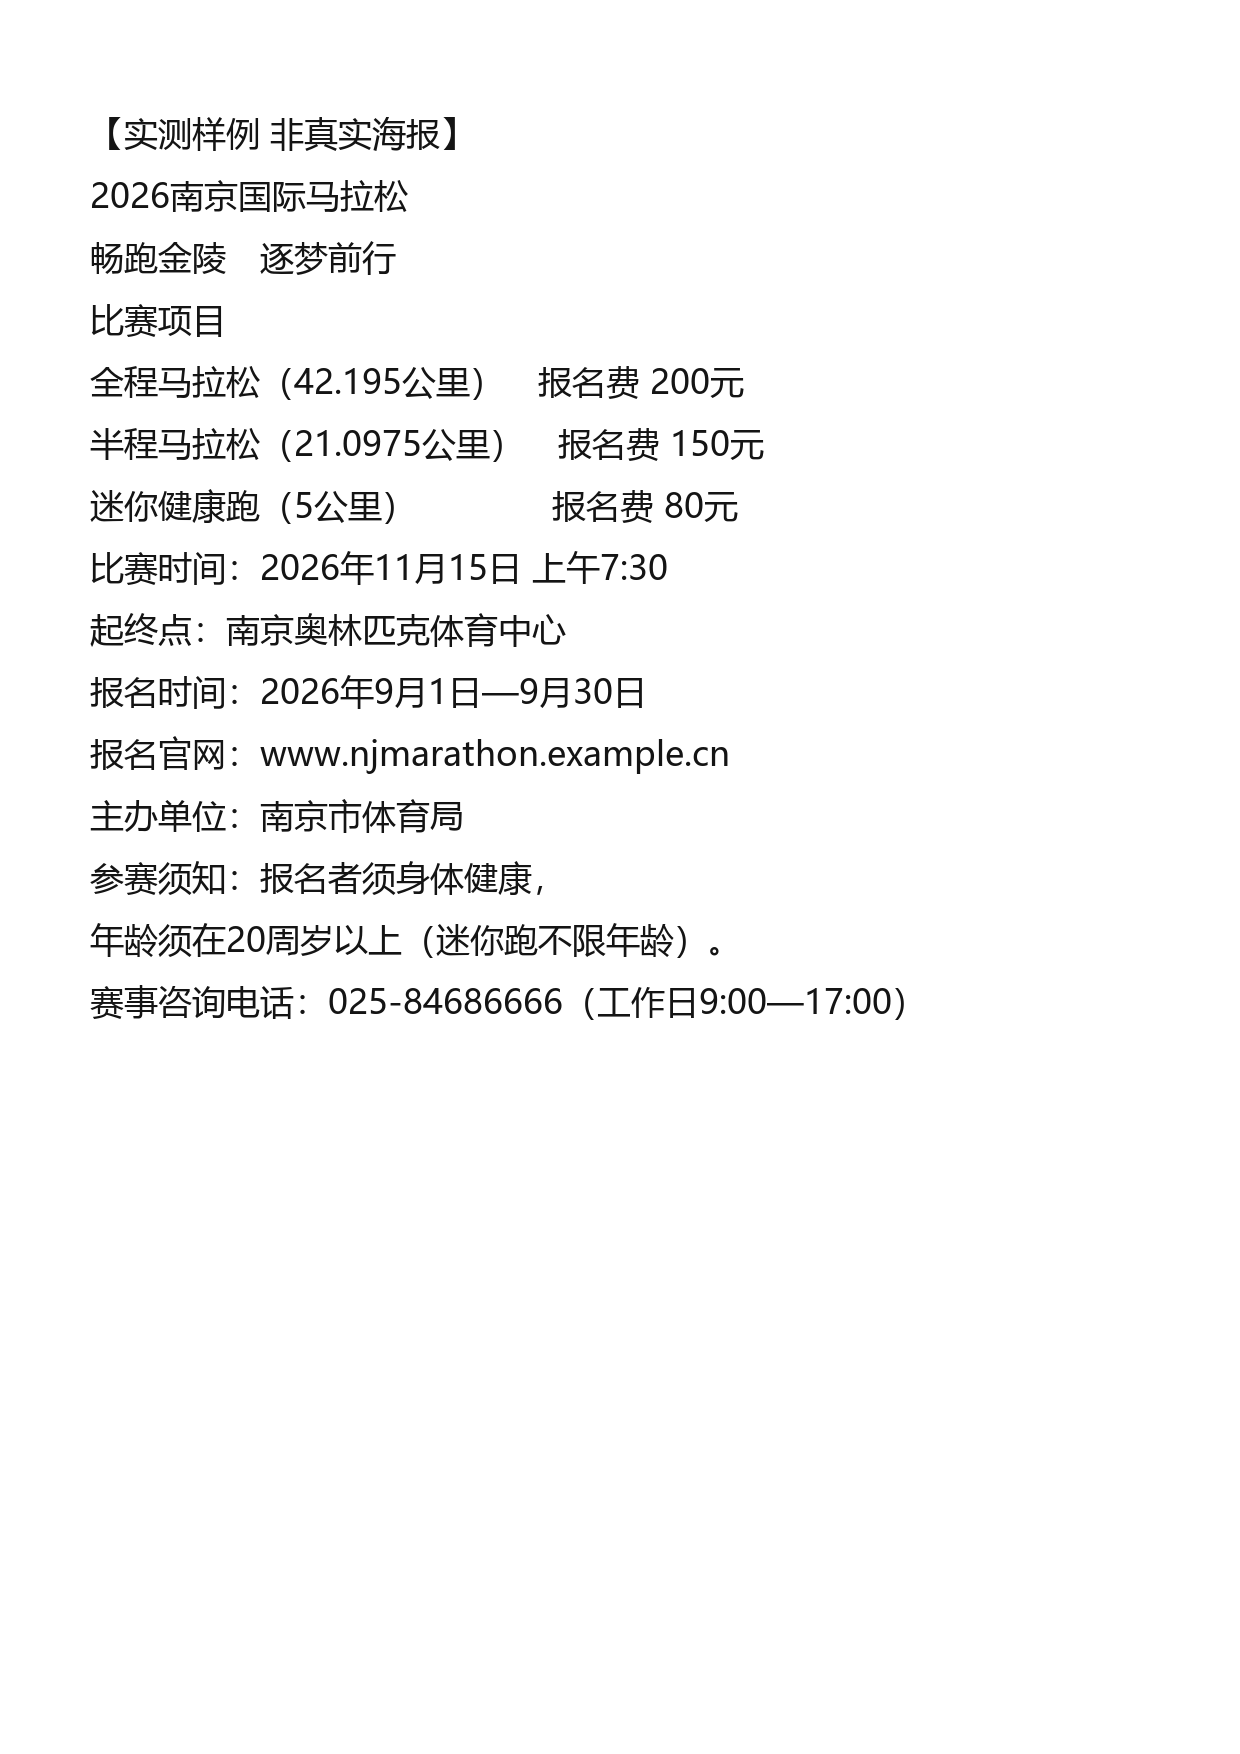 【实测样例 非真实海报】
2026南京国际马拉松
畅跑金陵　逐梦前行
比赛项目
全程马拉松（42.195公里）　报名费 200元
半程马拉松（21.0975公里）　报名费 150元
迷你健康跑（5公里）　　　　报名费 80元
比赛时间：2026年11月15日 上午7:30
起终点：南京奥林匹克体育中心
报名时间：2026年9月1日—9月30日
报名官网：www.njmarathon.example.cn
主办单位：南京市体育局
参赛须知：报名者须身体健康，
年龄须在20周岁以上（迷你跑不限年龄）。
赛事咨询电话：025-84686666（工作日9:00—17:00）